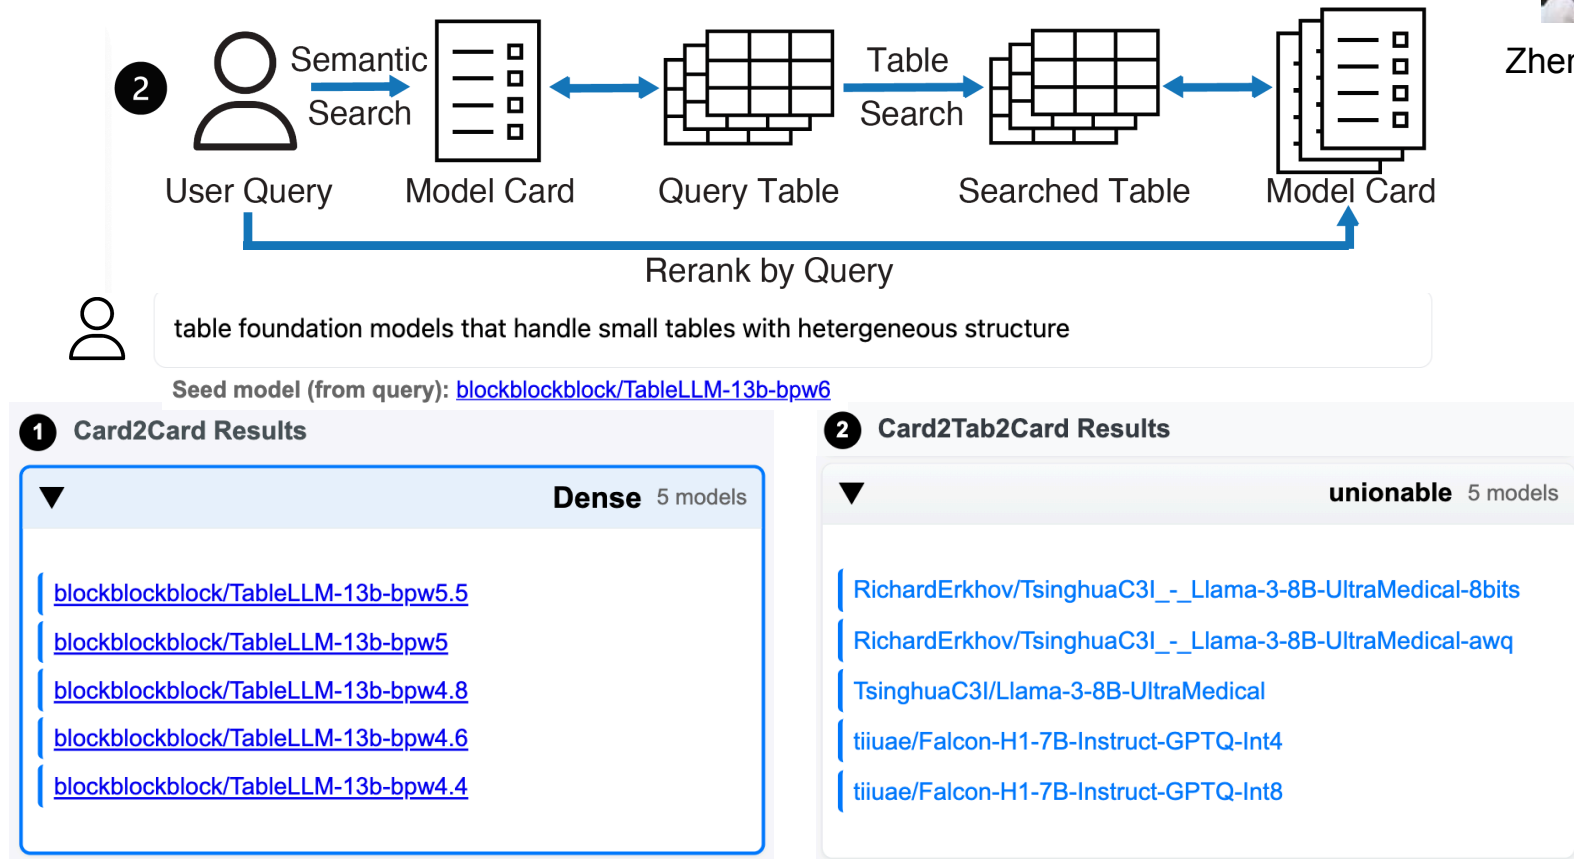 2
Semantic
Search
Table
Search
Zher
User Query
Model Card
Query Table
Searched Table
Model Card
Rerank by Query
table foundation models that handle small tables with hetergeneous structure
Seed model (from query): blockblockblock/TableLLM-13b-bpw6
1 Card2Card Results
Dense 5 models
blockblockblock/TableLLM-13b-bpw5.5
blockblockblock/TableLLM-13b-bpw5
blockblockblock/TableLLM-13b-bpw4.8
blockblockblock/TableLLM-13b-bpw4.6
blockblockblock/TableLLM-13b-bpw4.4
2 Card2Tab2Card Results
unionable 5 models
RichardErkhov/TsinghuaC3I_-_Llama-3-8B-UltraMedical-8bits
RichardErkhov/TsinghuaC3I_-_Llama-3-8B-UltraMedical-awq
TsinghuaC3I/Llama-3-8B-UltraMedical
tiiuae/Falcon-H1-7B-Instruct-GPTQ-Int4
tiiuae/Falcon-H1-7B-Instruct-GPTQ-Int8